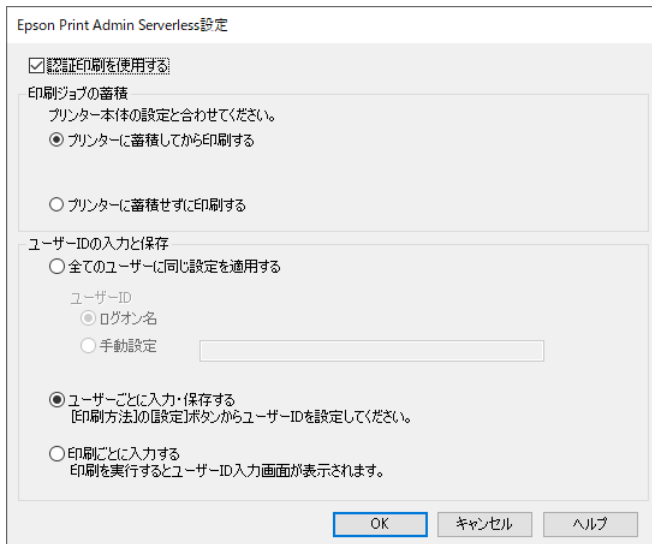 Epson Print Admin Serverless設定
認証印刷を使用する
印刷ジョブの蓄積
プリンター本体の設定と合わせてください。
プリンターに蓄積してから印刷する
プリンターに蓄積せずに印刷する
ユーザーIDの入力と保存
全てのユーザーに同じ設定を適用する
ユーザーID
ログオン名
手動設定
ユーザーごとに入力・保存する
[印刷方法]の[設定]ボタンからユーザーIDを設定してください。
印刷ごとに入力する
印刷を実行するとユーザーID入力画面が表示されます。
OK キャンセル ヘルプ